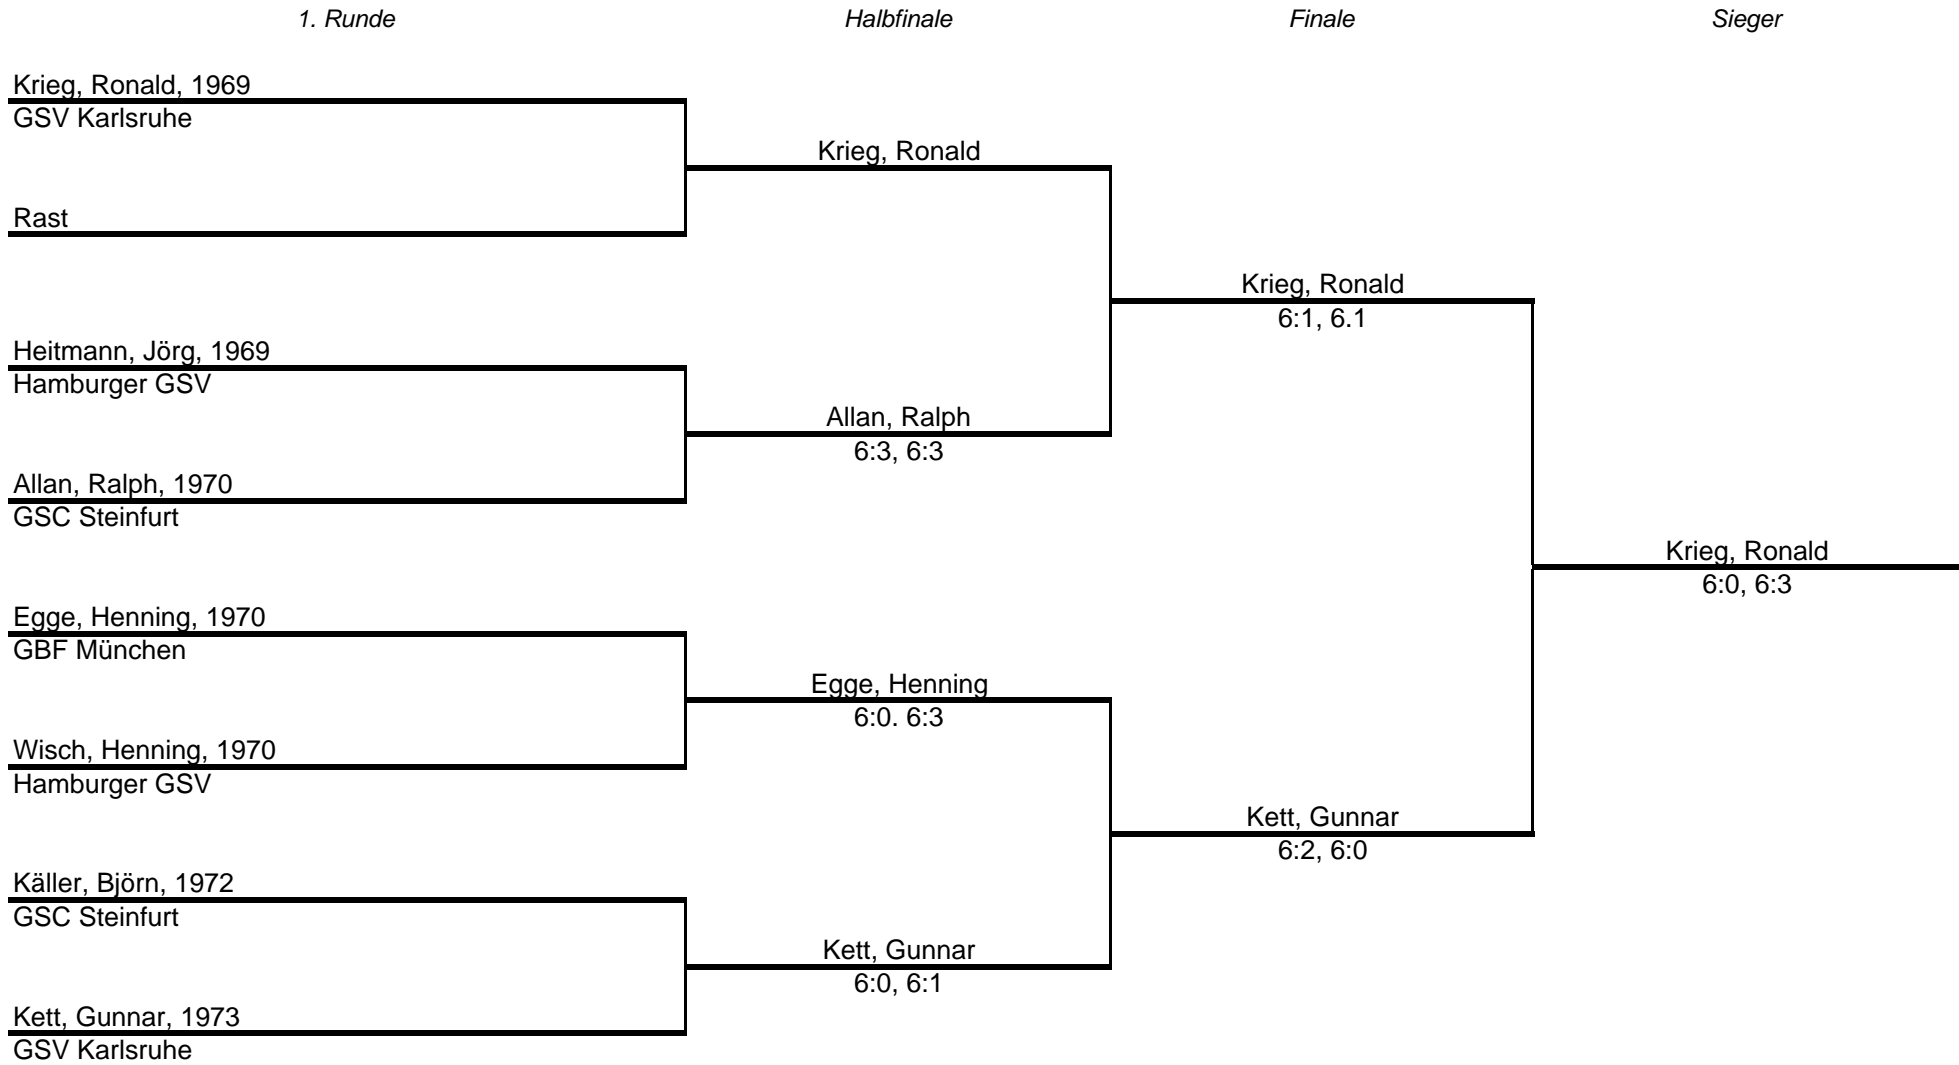 1. Runde
Halbfinale
Finale
Sieger
Krieg, Ronald, 1969
GSV Karlsruhe
Krieg, Ronald
Rast
Krieg, Ronald
6:1, 6.1
Heitmann, Jörg, 1969
Hamburger GSV
Allan, Ralph
6:3, 6:3
Allan, Ralph, 1970
GSC Steinfurt
Krieg, Ronald
6:0, 6:3
Egge, Henning, 1970
GBF München
Egge, Henning
6:0. 6:3
Wisch, Henning, 1970
Hamburger GSV
Kett, Gunnar
6:2, 6:0
Käller, Björn, 1972
GSC Steinfurt
Kett, Gunnar
6:0, 6:1
Kett, Gunnar, 1973
GSV Karlsruhe